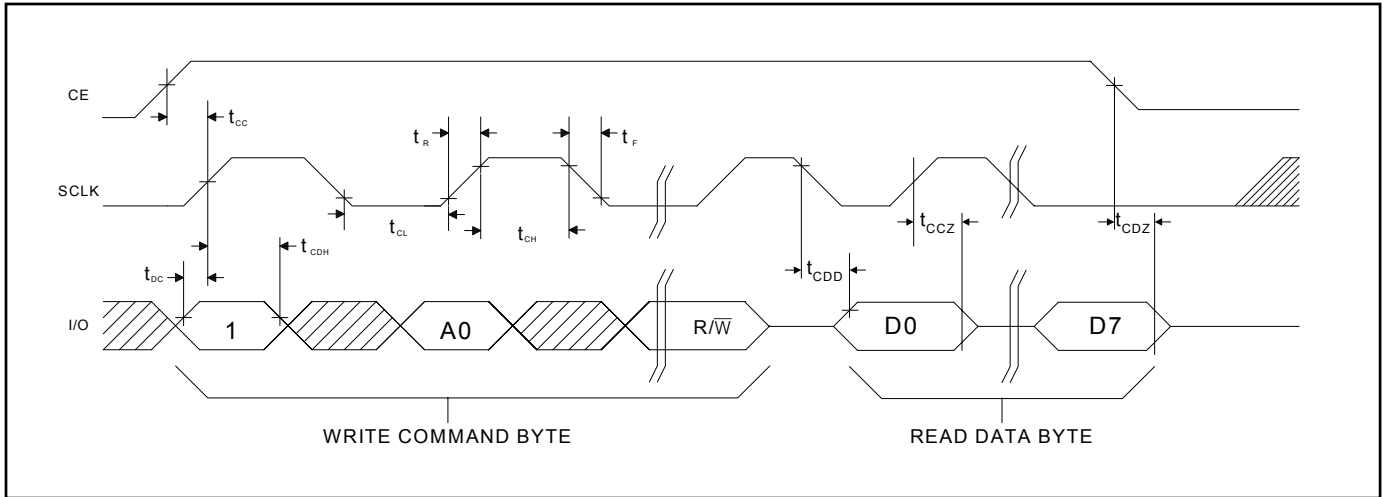 CE
tCC
tR
tF
SCLK
tCL
tCH
tCCZ
tCDZ
tCDH
tDC
tCDD
I/O
1
A0
R/W̅
D0
D7
WRITE COMMAND BYTE
READ DATA BYTE